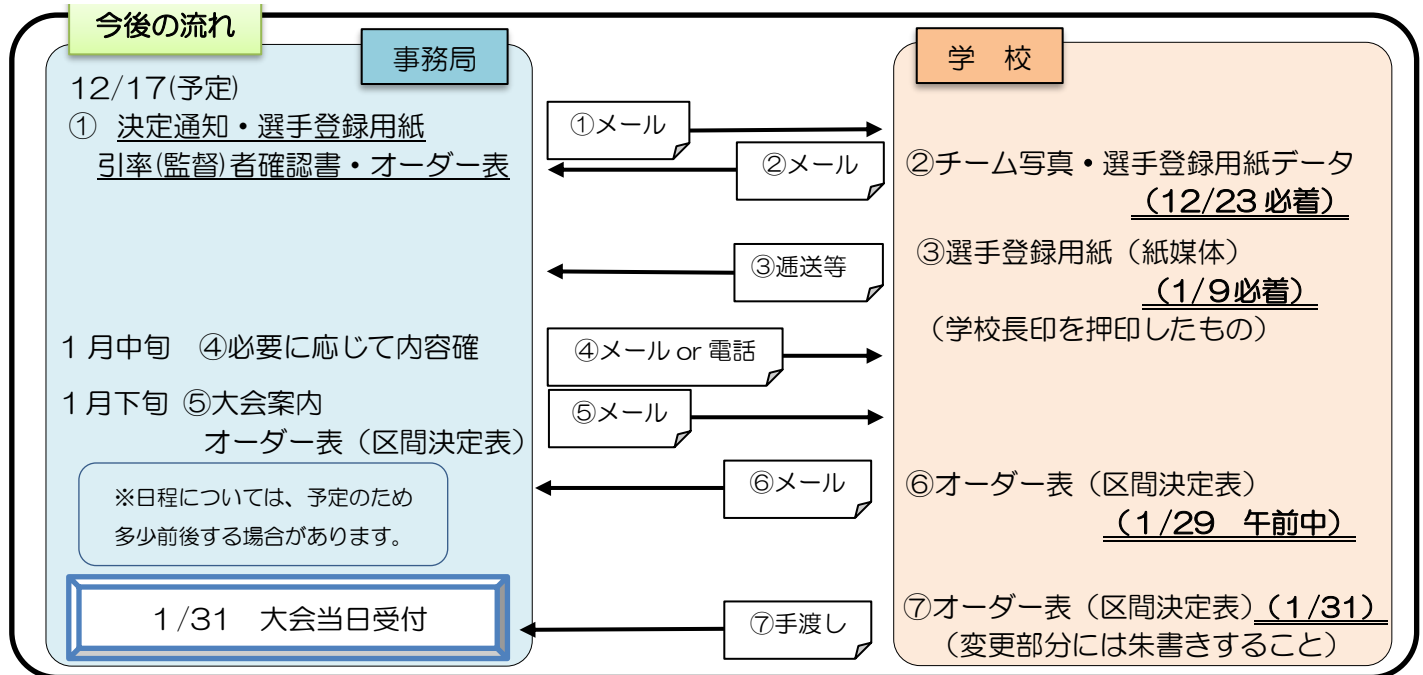 今後の流れ
事務局
12/17(予定)
① 決定通知・選手登録用紙
引率(監督)者確認書・オーダー表
1月中旬 ④必要に応じて内容確
1月下旬 ⑤大会案内
オーダー表(区間決定表)
※日程については、予定のため
多少前後する場合があります。
1/31 大会当日受付
①メール
②メール
③逓送等
④メール or 電話
⑤メール
⑥メール
⑦手渡し
学 校
②チーム写真・選手登録用紙データ
(12/23 必着)
③選手登録用紙(紙媒体)
(1/9必着)
(学校長印を押印したもの)
⑥オーダー表(区間決定表)
(1/29 午前中)
⑦オーダー表(区間決定表)(1/31)
(変更部分には朱書きすること)